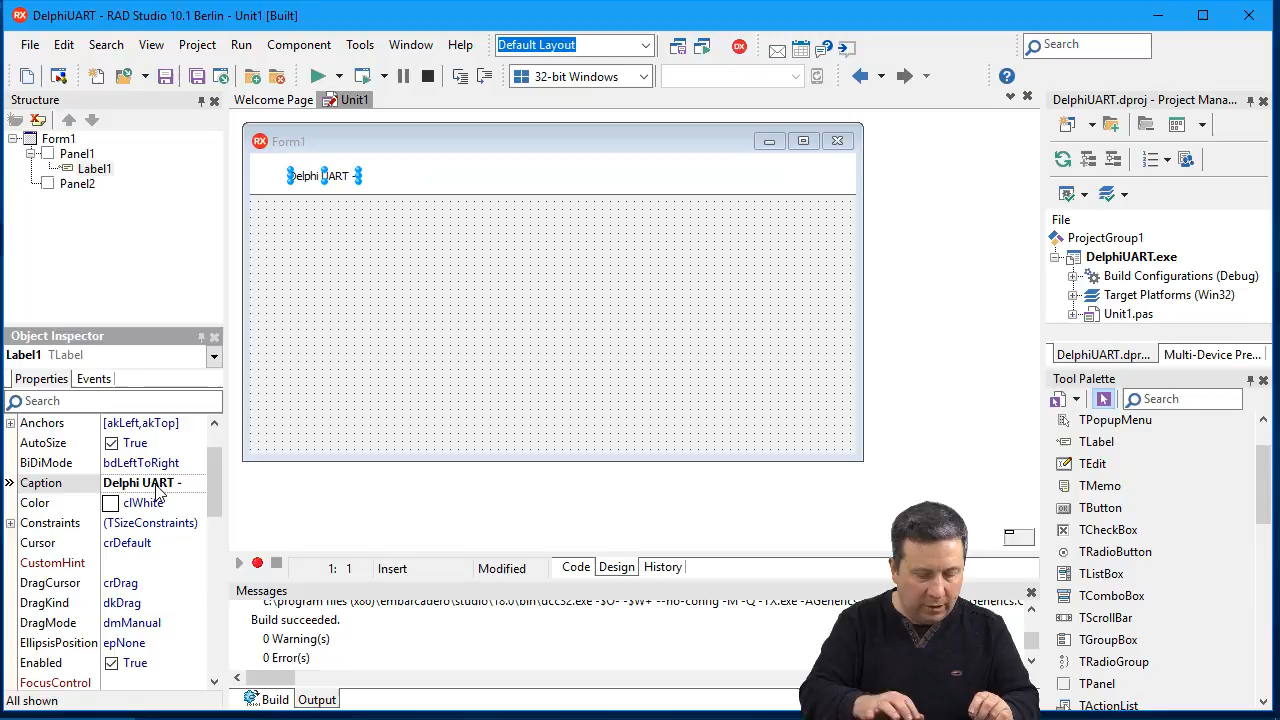 RX DelphiUART - RAD Studio 10.1 Berlin - Unit1 [Built]
File Edit Search View Project Run Component Tools Window Help Default Layout DX Search
32-bit Windows
Structure
Welcome Page Unit1
DelphiUART.dproj - Project Mana...
Form1
Panel1
Label1
Panel2
RX Form1
Delphi UART -
File
ProjectGroup1
DelphiUART.exe
Build Configurations (Debug)
Target Platforms (Win32)
Unit1.pas
DelphiUART.dpr... Multi-Device Pre...
Object Inspector
Label1 TLabel
Properties Events
Search
Anchors [akLeft,akTop]
AutoSize True
BiDiMode bdLeftToRight
Caption Delphi UART -
Color clWhite
Constraints (TSizeConstraints)
Cursor crDefault
CustomHint
DragCursor crDrag
DragKind dkDrag
DragMode dmManual
EllipsisPosition epNone
Enabled True
FocusControl
All shown
Tool Palette
Search
TPopupMenu
TLabel
TEdit
TMemo
TButton
TCheckBox
TRadioButton
TListBox
TComboBox
TScrollBar
TGroupBox
TRadioGroup
TPanel
TActionList
1: 1 Insert Modified Code Design History
Messages
Build succeeded.
0 Warning(s)
0 Error(s)
Build Output